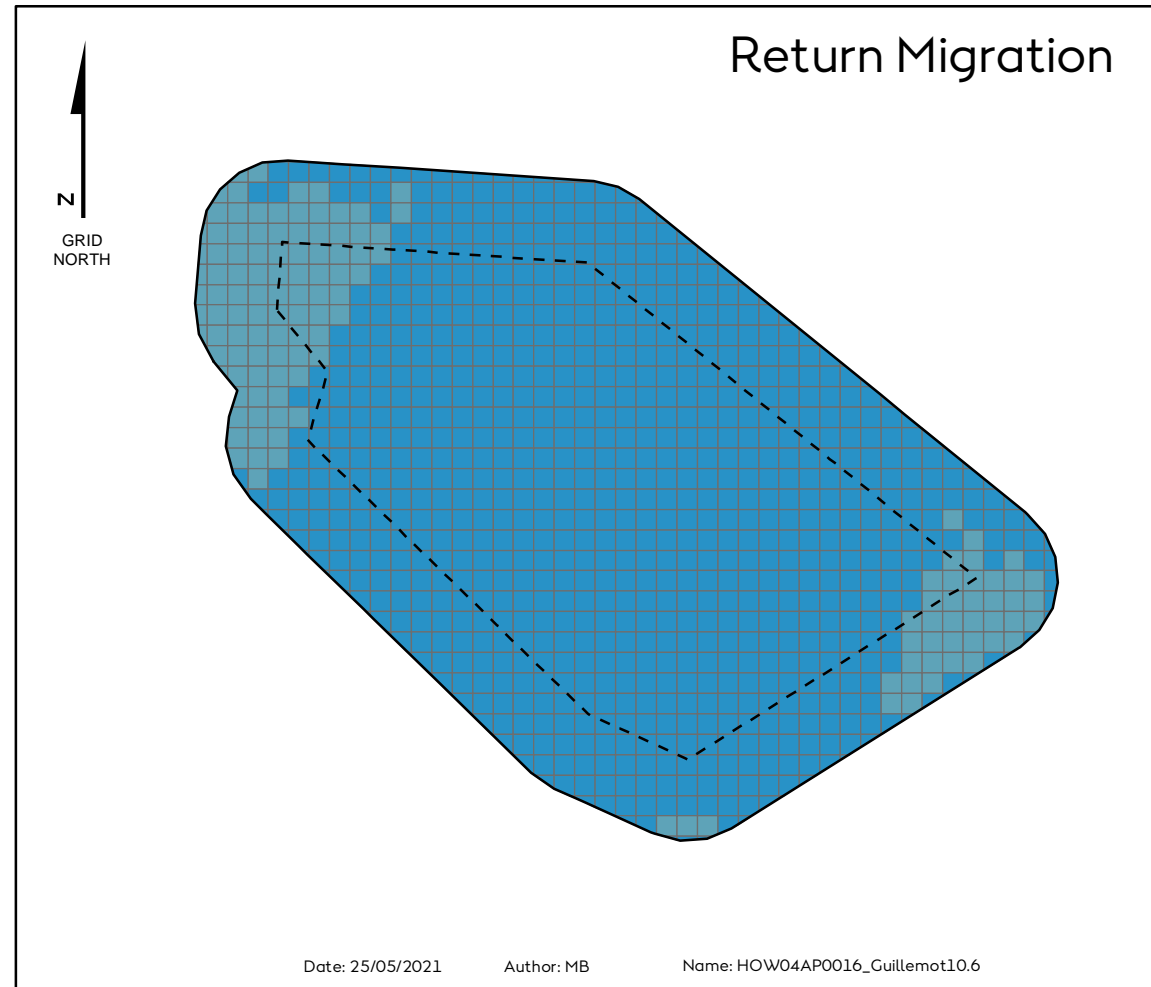 Return Migration
N
GRID
NORTH
Date: 25/05/2021 Author: MB Name: HOW04AP0016_Guillemot10.6